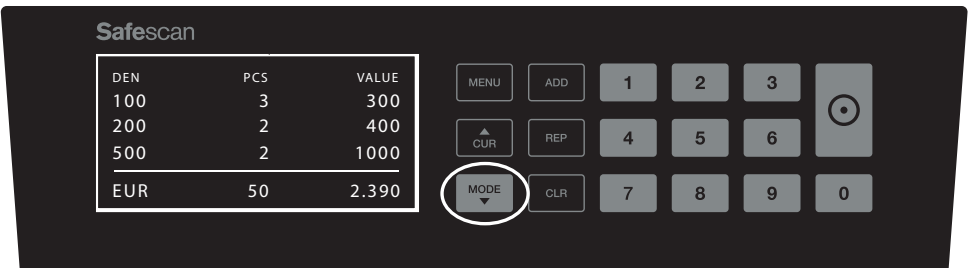 Safescan
DEN PCS VALUE
100 3 300
200 2 400
500 2 1000
EUR 50 2.390
MENU ADD 1 2 3
CUR REP 4 5 6
MODE CLR 7 8 9 0